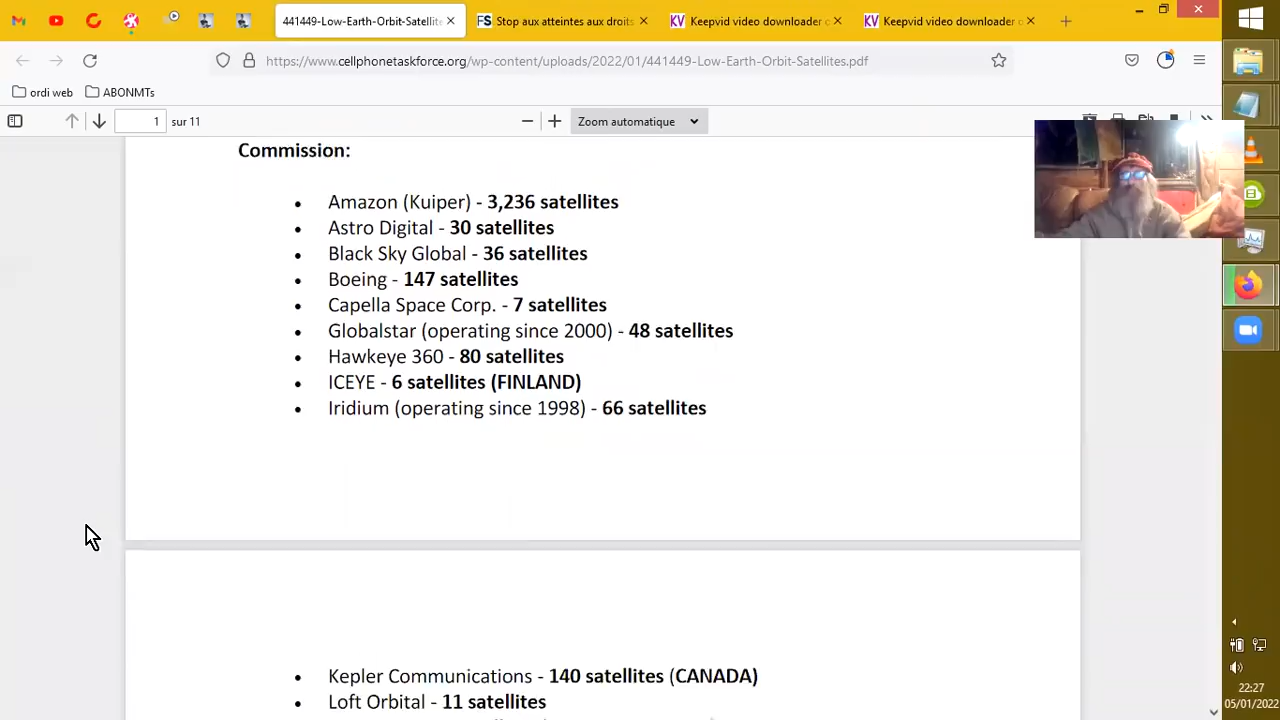 441449-Low-Earth-Orbit-Satellite
Stop aux atteintes aux droits
Keepvid video downloader o
Keepvid video downloader o
https://www.cellphonetaskforce.org/wp-content/uploads/2022/01/441449-Low-Earth-Orbit-Satellites.pdf
ordi web
ABONMTs
1 sur 11
Zoom automatique
Commission:
• Amazon (Kuiper) - 3,236 satellites
• Astro Digital - 30 satellites
• Black Sky Global - 36 satellites
• Boeing - 147 satellites
• Capella Space Corp. - 7 satellites
• Globalstar (operating since 2000) - 48 satellites
• Hawkeye 360 - 80 satellites
• ICEYE - 6 satellites (FINLAND)
• Iridium (operating since 1998) - 66 satellites
• Kepler Communications - 140 satellites (CANADA)
• Loft Orbital - 11 satellites
22:27
05/01/2022